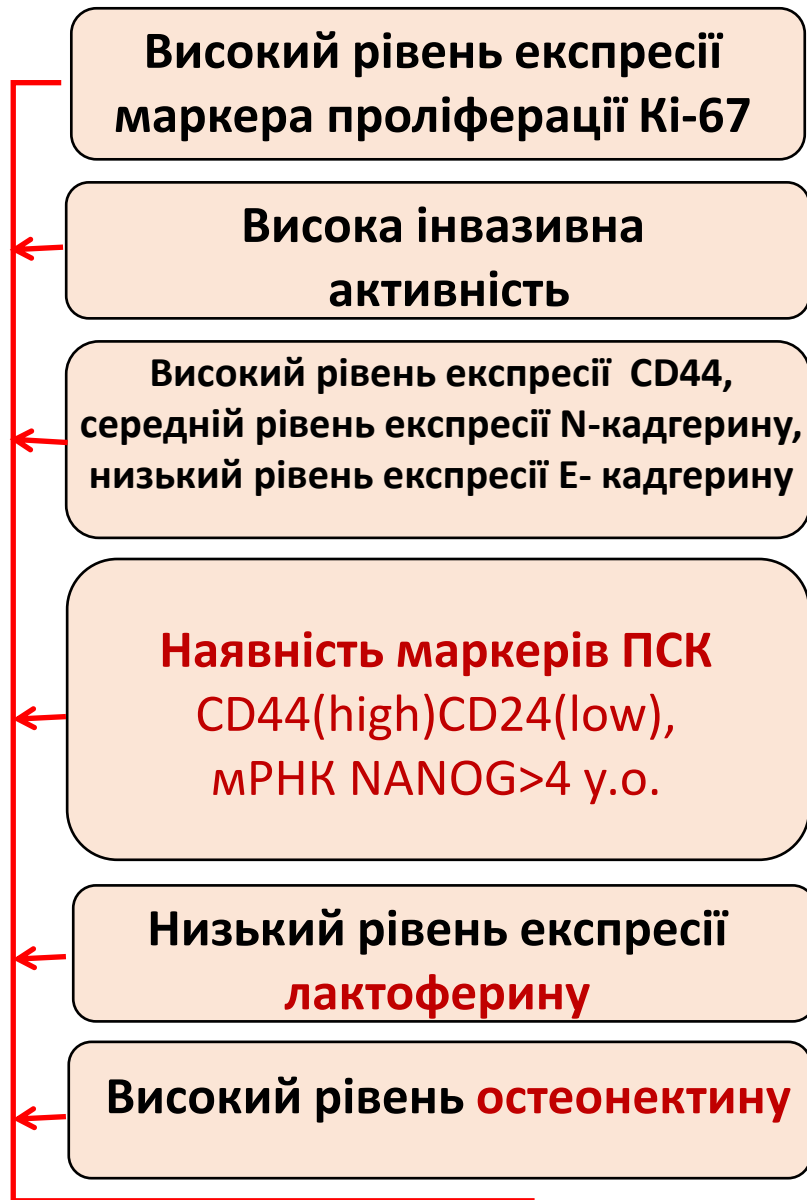 Високий рівень експресії
маркера проліферації Кі-67
Висока інвазивна
активність
Високий рівень експресії CD44,
середній рівень експресії N-кадгерину,
низький рівень експресії Е- кадгерину
Наявність маркерів ПСК
CD44(high)CD24(low),
мРНК NANOG>4 у.о.
Низький рівень експресії
лактоферину
Високий рівень остеонектину